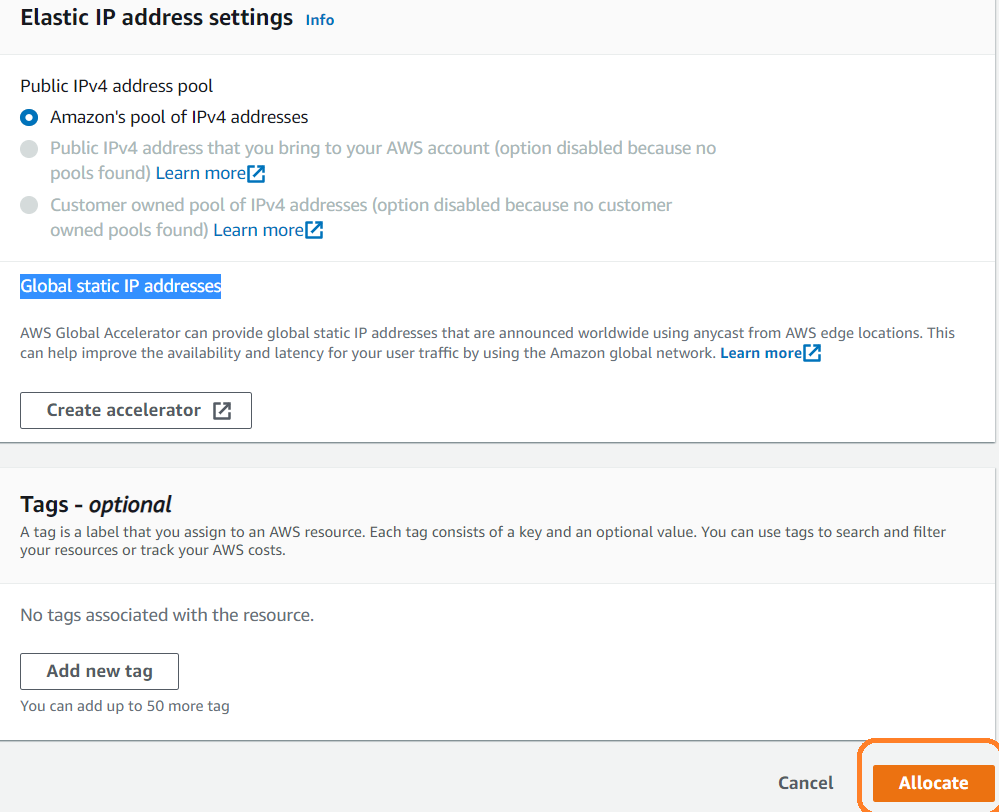 Elastic IP address settings Info
Public IPv4 address pool
Amazon's pool of IPv4 addresses
Public IPv4 address that you bring to your AWS account (option disabled because no
pools found) Learn more
Customer owned pool of IPv4 addresses (option disabled because no customer
owned pools found) Learn more
Global static IP addresses
AWS Global Accelerator can provide global static IP addresses that are announced worldwide using anycast from AWS edge locations. This
can help improve the availability and latency for your user traffic by using the Amazon global network. Learn more
Create accelerator
Tags - optional
A tag is a label that you assign to an AWS resource. Each tag consists of a key and an optional value. You can use tags to search and filter
your resources or track your AWS costs.
No tags associated with the resource.
Add new tag
You can add up to 50 more tag
Cancel Allocate